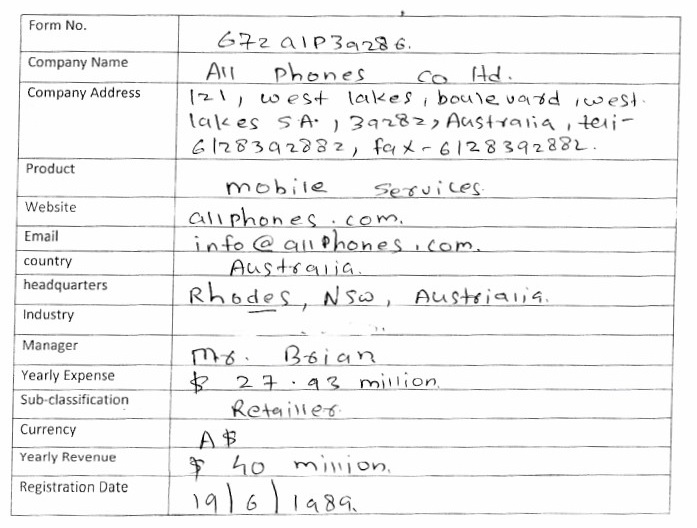 Form No. 672 A1P39286.
Company Name All Phones Co ltd.
Company Address 121, west lakes, boulevard, west.
lakes S.A., 39282, Australia, tell-
6128392882, fax-6128392882.
Product mobile Services.
Website allphones.com.
Email info@allphones.com.
country Australia.
headquarters Rhodes, NSW, Austrialia.
Industry
Manager Mr. Brian
Yearly Expense $ 27.93 million.
Sub-classification Retailler.
Currency A$
Yearly Revenue $ 40 million.
Registration Date 19/6/1989.